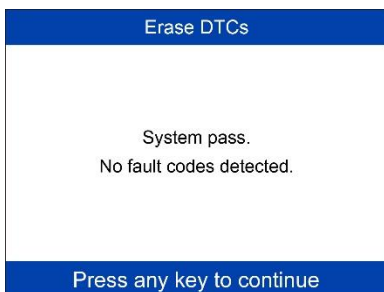 Erase DTCs
System pass.
No fault codes detected.
Press any key to continue